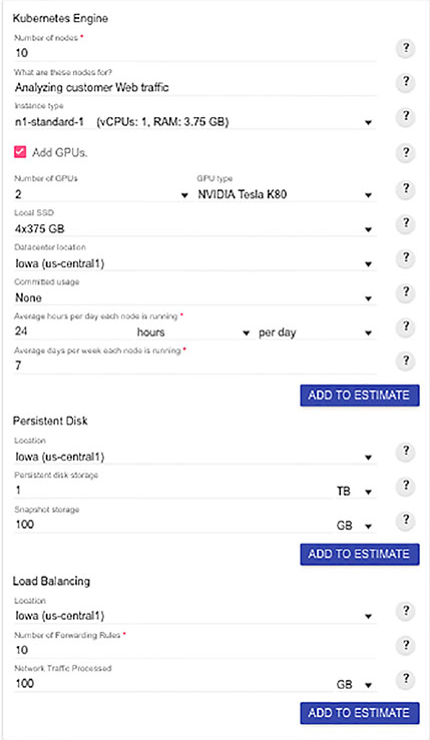 Kubernetes Engine
Number of nodes *
10
?
What are these nodes for?
Analyzing customer Web traffic
?
Instance type
n1-standard-1 (vCPUs: 1, RAM: 3.75 GB)
?
Add GPUs.
?
Number of GPUs GPU type
2 NVIDIA Tesla K80
?
Local SSD
4x375 GB
?
Datacenter location
Iowa (us-central1)
?
Committed usage
None
?
Average hours per day each node is running *
24 hours per day
?
Average days per week each node is running *
7
?
ADD TO ESTIMATE
Persistent Disk
Location
Iowa (us-central1)
?
Persistent disk storage
1 TB
?
Snapshot storage
100 GB
?
ADD TO ESTIMATE
Load Balancing
Location
Iowa (us-central1)
?
Number of Forwarding Rules *
10
?
Network Traffic Processed
100 GB
?
ADD TO ESTIMATE